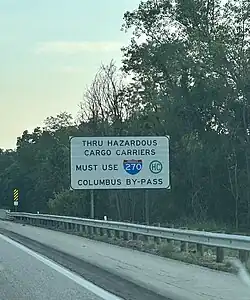 THRU HAZARDOUS
CARGO CARRIERS
MUST USE 270 HC
COLUMBUS BY-PASS